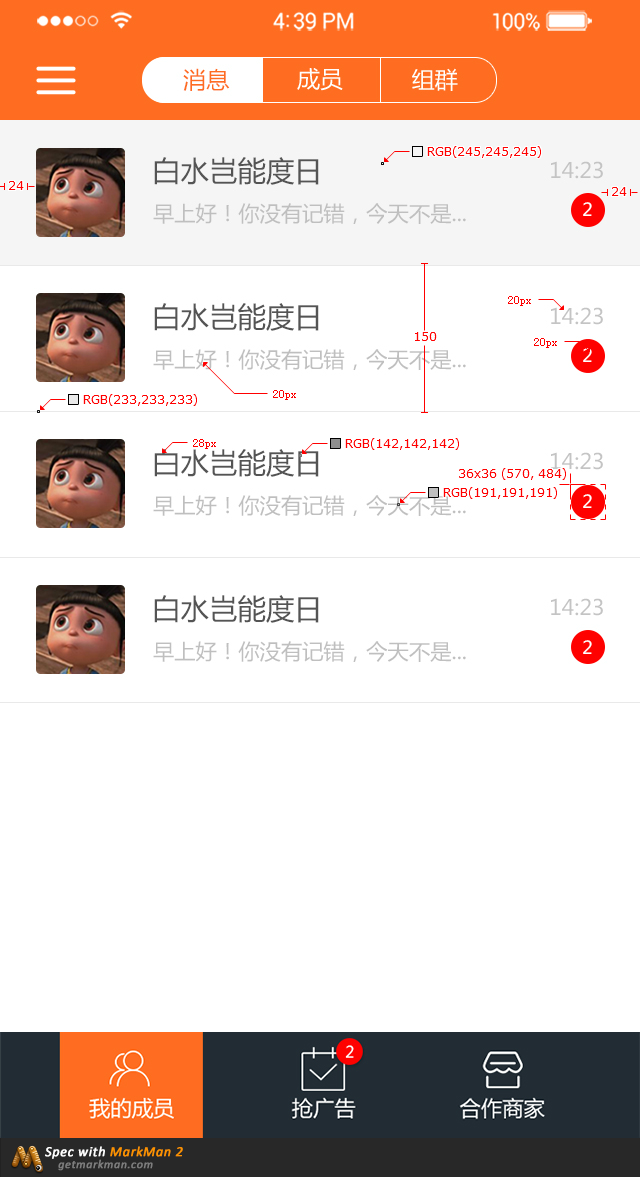 4:39 PM 100%
消息 成员 组群
RGB(245,245,245)
白水岂能度日 14:23
24 24
早上好！你没有记错，今天不是... 2
20px
白水岂能度日 14:23
150
20px
早上好！你没有记错，今天不是... 2
20px
RGB(233,233,233)
28px RGB(142,142,142)
白水岂能度日 14:23
36x36 (570, 484)
RGB(191,191,191)
早上好！你没有记错，今天不是... 2
白水岂能度日 14:23
早上好！你没有记错，今天不是... 2
2
我的成员 抢广告 合作商家
Spec with MarkMan 2
getmarkman.com